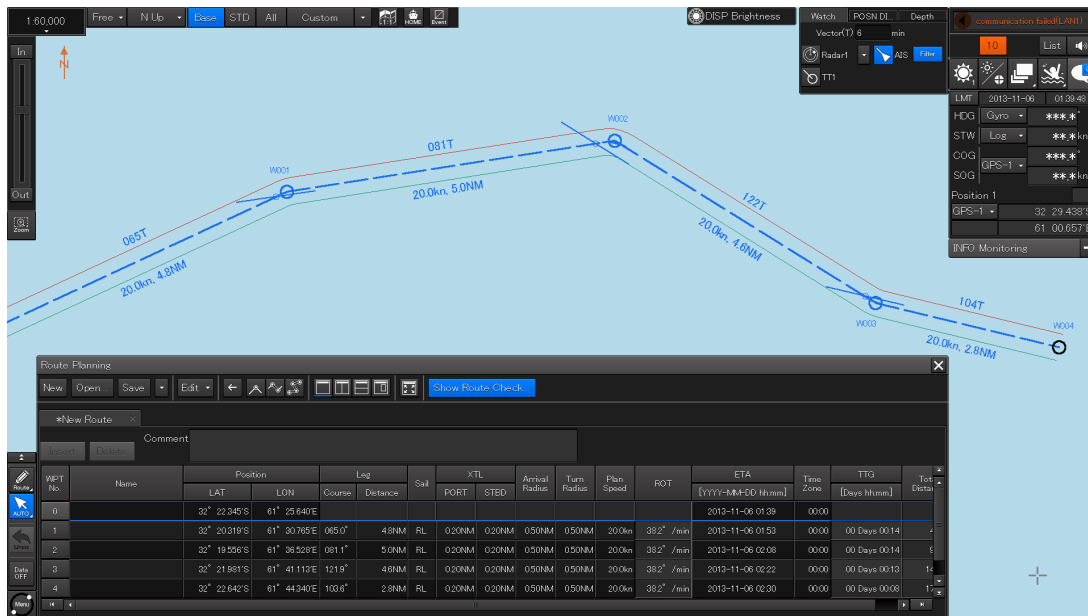 1:60,000
Free
N Up
Base
STD
All
Custom
1:1
HOME
Event
DISP Brightness
Watch
POSN DI...
Depth
Vector(T) 6 min
Radar1
AIS
Filter
TT1
communication failed(LAN1)
10
List
LMT 2013-11-06 01:39:48
HDG Gyro ***.*°
STW Log **.* kn
COG ***.*°
GPS-1
SOG **.* kn
Position 1
GPS-1 32 29.438'S
61 00.657'E
INFO Monitoring
In
Out
Zoom
N
W001
W002
W003
W004
065T
20.0kn, 4.8NM
081T
20.0kn, 5.0NM
122T
20.0kn, 4.6NM
104T
20.0kn, 2.8NM
Route Planning
New Open... Save Edit Show Route Check...
*New Route
Comment
Insert Delete
WPT No. Name Position Leg Sail XTL Arrival Radius Turn Radius Plan Speed ROT ETA Time Zone TTG
LAT LON Course Distance PORT STBD [YYYY-MM-DD hh:mm] [Days hh:mm]
0 32° 22.345'S 61° 25.640'E 2013-11-06 01:39 00:00
1 32° 20.319'S 61° 30.765'E 065.0° 4.8NM RL 0.20NM 0.20NM 0.50NM 0.50NM 20.0kn 38.2° /min 2013-11-06 01:53 00:00 00 Days 00:14
2 32° 19.556'S 61° 36.528'E 081.1° 5.0NM RL 0.20NM 0.20NM 0.50NM 0.50NM 20.0kn 38.2° /min 2013-11-06 02:08 00:00 00 Days 00:14
3 32° 21.981'S 61° 41.113'E 121.9° 4.6NM RL 0.20NM 0.20NM 0.50NM 0.50NM 20.0kn 38.2° /min 2013-11-06 02:22 00:00 00 Days 00:13
4 32° 22.642'S 61° 44.340'E 103.6° 2.8NM RL 0.20NM 0.20NM 0.50NM 0.50NM 20.0kn 38.2° /min 2013-11-06 02:30 00:00 00 Days 00:08
Route
AUTO
Undo
Date OFF
Menu